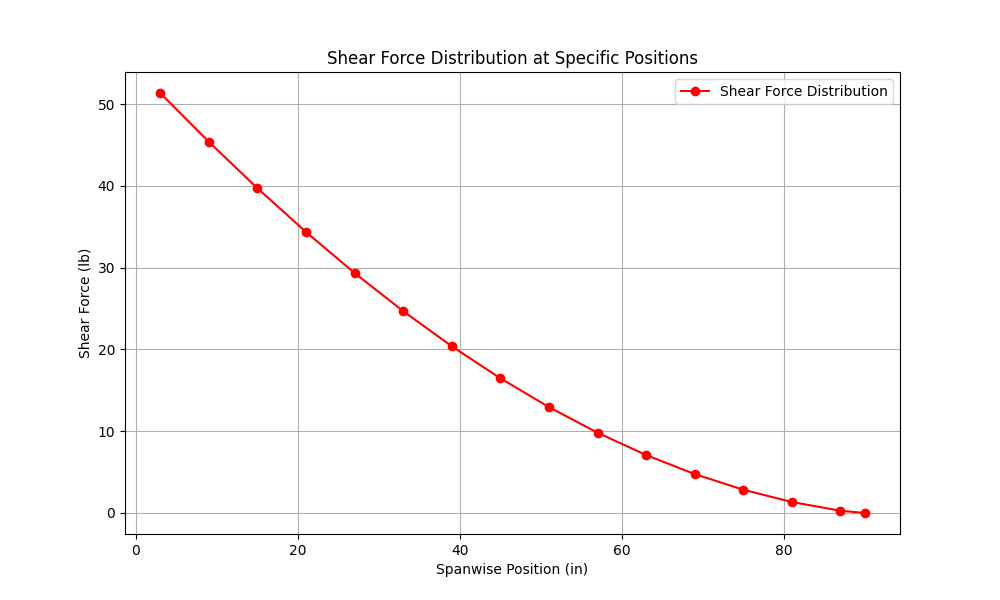 Shear Force Distribution at Specific Positions
Shear Force Distribution
50
40
30
20
10
0
Shear Force (lb)
0 20 40 60 80
Spanwise Position (in)